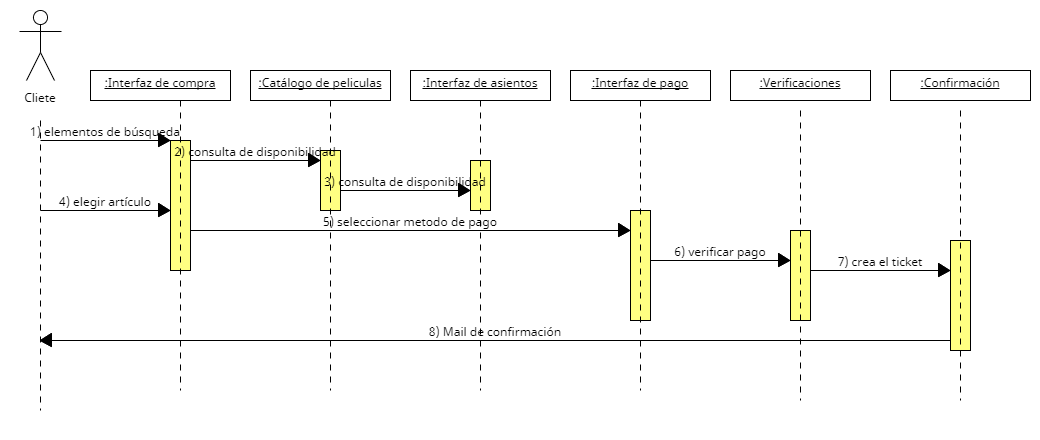 :Interfaz de compra
:Catálogo de peliculas
:Interfaz de asientos
:Interfaz de pago
:Verificaciones
:Confirmación
Cliete
1) elementos de búsqueda
2) consulta de disponibilidad
3) consulta de disponibilidad
4) elegir artículo
5) seleccionar metodo de pago
6) verificar pago
7) crea el ticket
8) Mail de confirmación